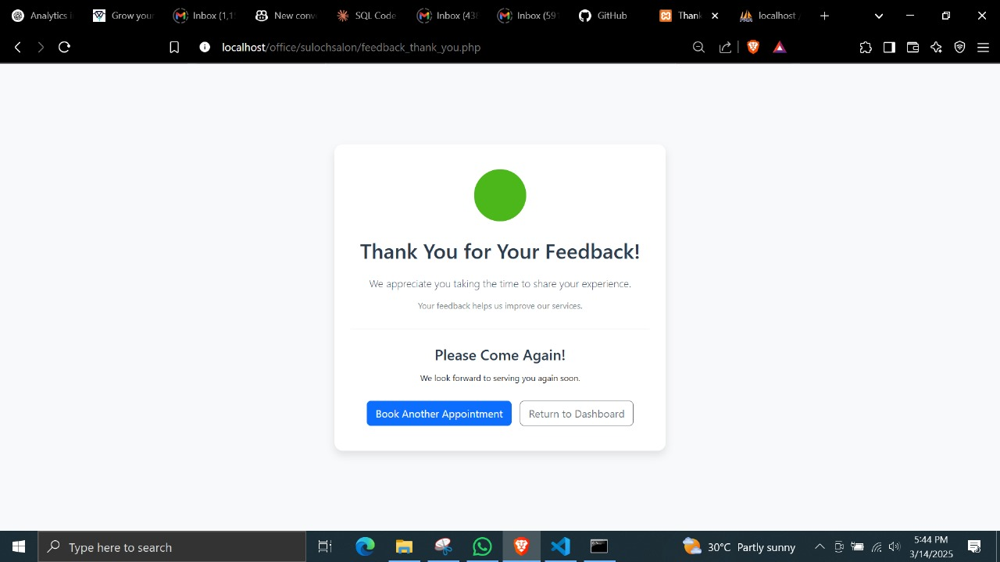 Analytics
Grow your
Inbox (1,1
New conv
SQL Code
Inbox (43
Inbox (591
GitHub
Thank
localhost
localhost/office/sulochsalon/feedback_thank_you.php
Thank You for Your Feedback!
We appreciate you taking the time to share your experience.
Your feedback helps us improve our services.
Please Come Again!
We look forward to serving you again soon.
Book Another Appointment
Return to Dashboard
Type here to search
30°C Partly sunny
5:44 PM
3/14/2025